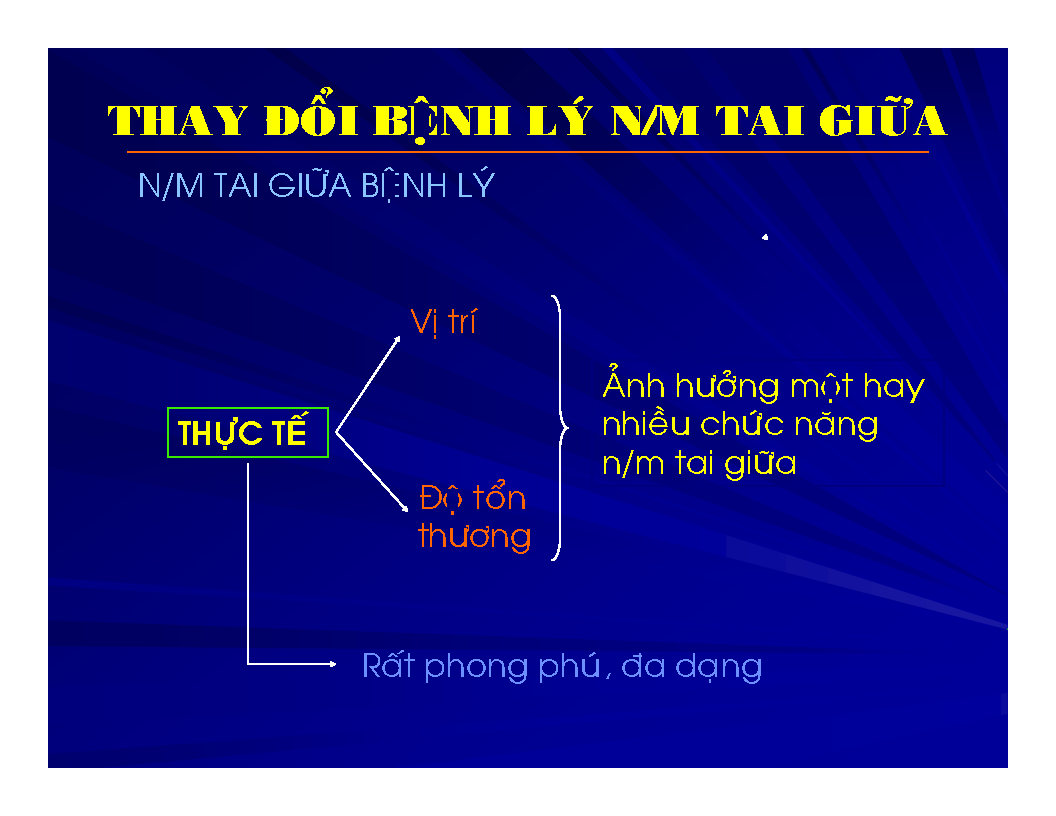 THAY ĐỔI BỆNH LÝ N/M TAI GIỮA
N/M TAI GIỮA BỆNH LÝ
Vị trí
THỰC TẾ
Độ tổn
thương
Ảnh hưởng một hay
nhiều chức năng
n/m tai giữa
Rất phong phú, đa dạng